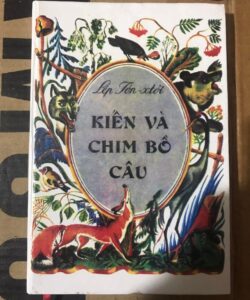 Lép Tôn-xtôi
KIẾN VÀ
CHIM BỒ
CÂU